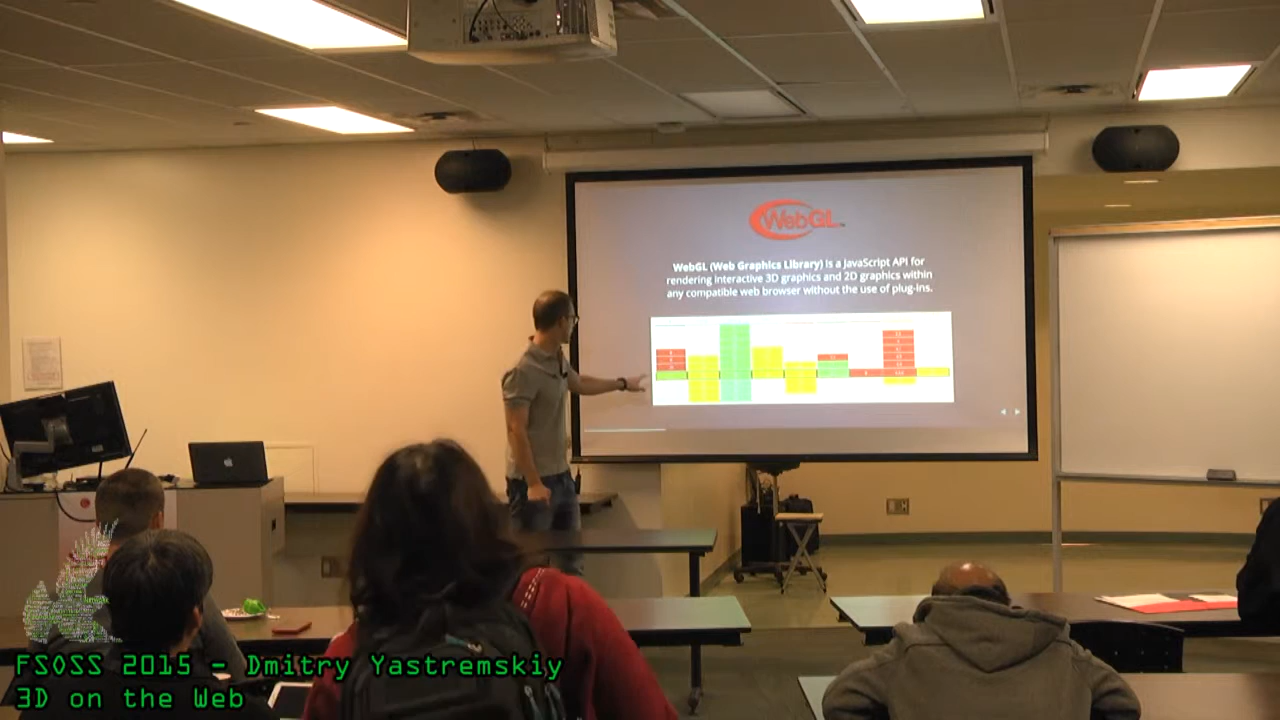 WebGL
WebGL (Web Graphics Library) is a JavaScript API for
rendering interactive 3D graphics and 2D graphics within
any compatible web browser without the use of plug-ins.
FSOSS 2015 - Dmitry Yastremskiy
3D on the Web